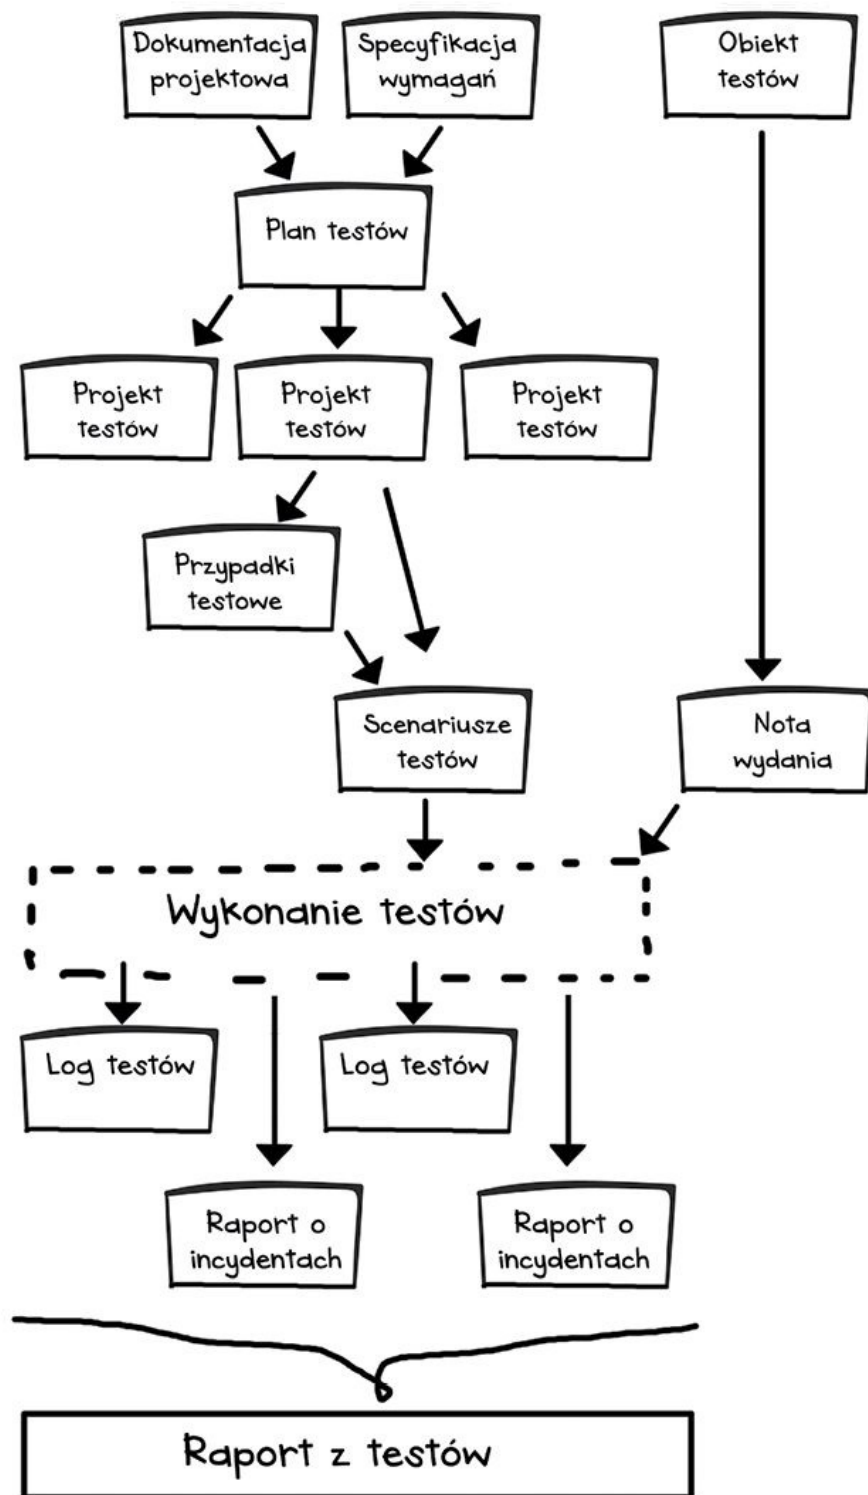 Dokumentacja
projektowa
Specyfikacja
wymagań
Obiekt
testów
Plan testów
Projekt
testów
Projekt
testów
Projekt
testów
Przypadki
testowe
Scenariusze
testów
Nota
wydania
Wykonanie testów
Log testów
Log testów
Raport o
incydentach
Raport o
incydentach
Raport z testów